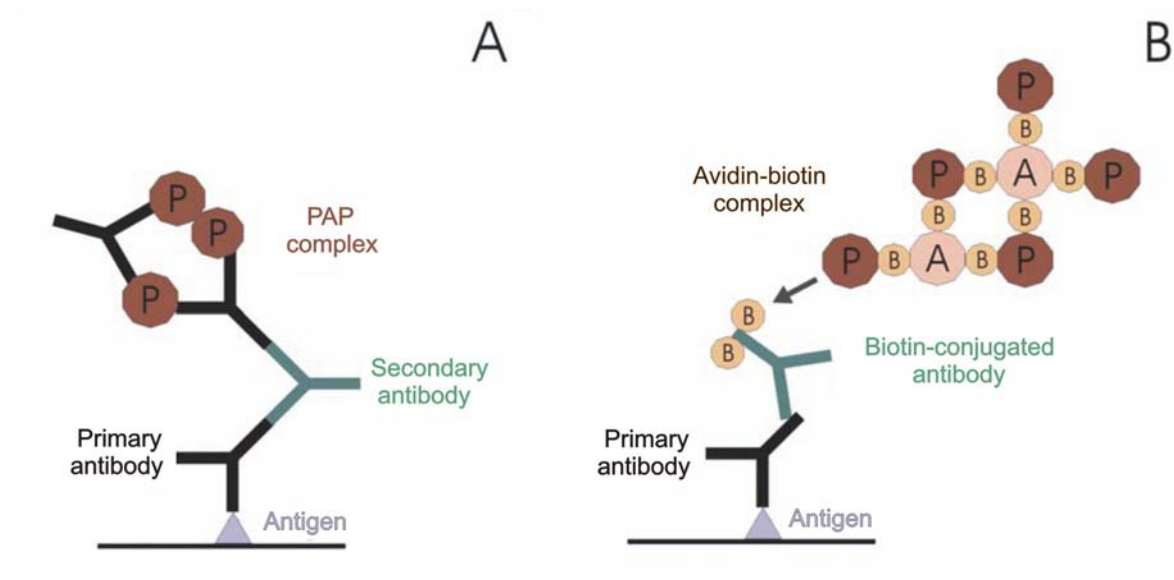 A
P
P
P
PAP
complex
Secondary
antibody
Primary
antibody
Antigen
B
P
B
Avidin-biotin
complex
P B A B P
B B
P B A B P
B
B
Biotin-conjugated
antibody
Primary
antibody
Antigen